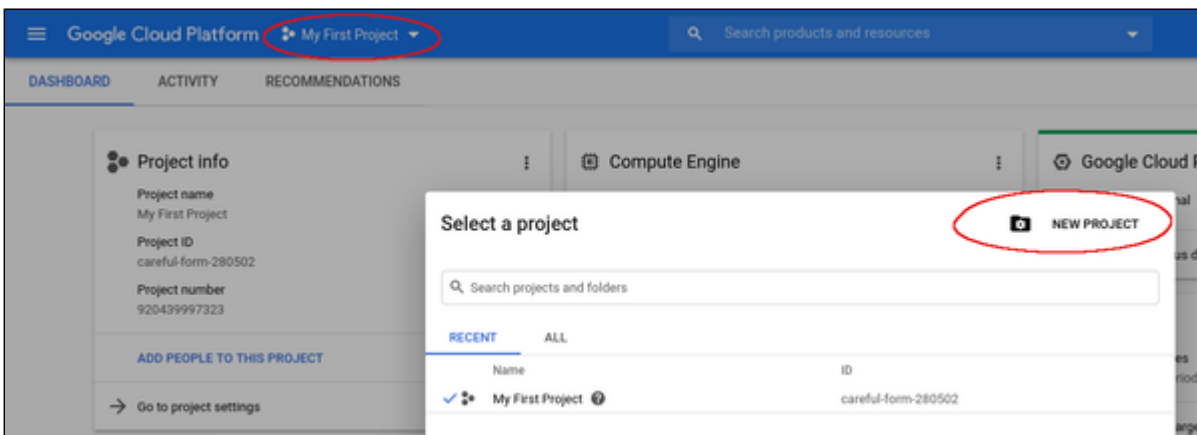 Google Cloud Platform My First Project Search products and resources
DASHBOARD ACTIVITY RECOMMENDATIONS
Project info
Project name
My First Project
Project ID
careful-form-280502
Project number
920439997323
ADD PEOPLE TO THIS PROJECT
Go to project settings
Compute Engine
Google Cloud
Select a project NEW PROJECT
Search projects and folders
RECENT ALL
Name ID
My First Project careful-form-280502